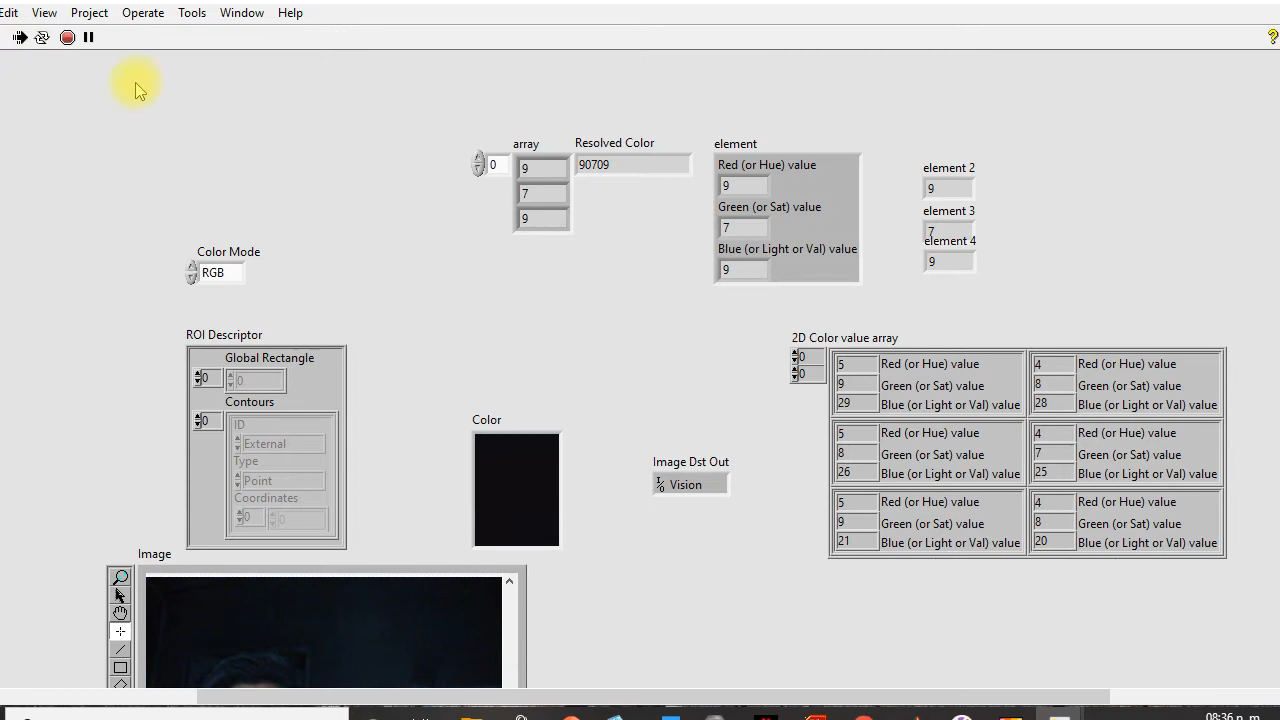 Edit View Project Operate Tools Window Help
array Resolved Color element
0 9 90709 Red (or Hue) value
9
7 Green (or Sat) value
7
9 Blue (or Light or Val) value
9
element 2
9
element 3
7
element 4
9
Color Mode
RGB
ROI Descriptor
Global Rectangle
0 0
Contours
0
ID
External
Type
Point
Coordinates
0 0
Color
Image Dst Out
Vision
2D Color value array
0
0
5 Red (or Hue) value 4 Red (or Hue) value
9 Green (or Sat) value 8 Green (or Sat) value
29 Blue (or Light or Val) value 28 Blue (or Light or Val) value
5 Red (or Hue) value 4 Red (or Hue) value
8 Green (or Sat) value 7 Green (or Sat) value
26 Blue (or Light or Val) value 25 Blue (or Light or Val) value
5 Red (or Hue) value 4 Red (or Hue) value
9 Green (or Sat) value 8 Green (or Sat) value
21 Blue (or Light or Val) value 20 Blue (or Light or Val) value
Image
08:36 p. m.